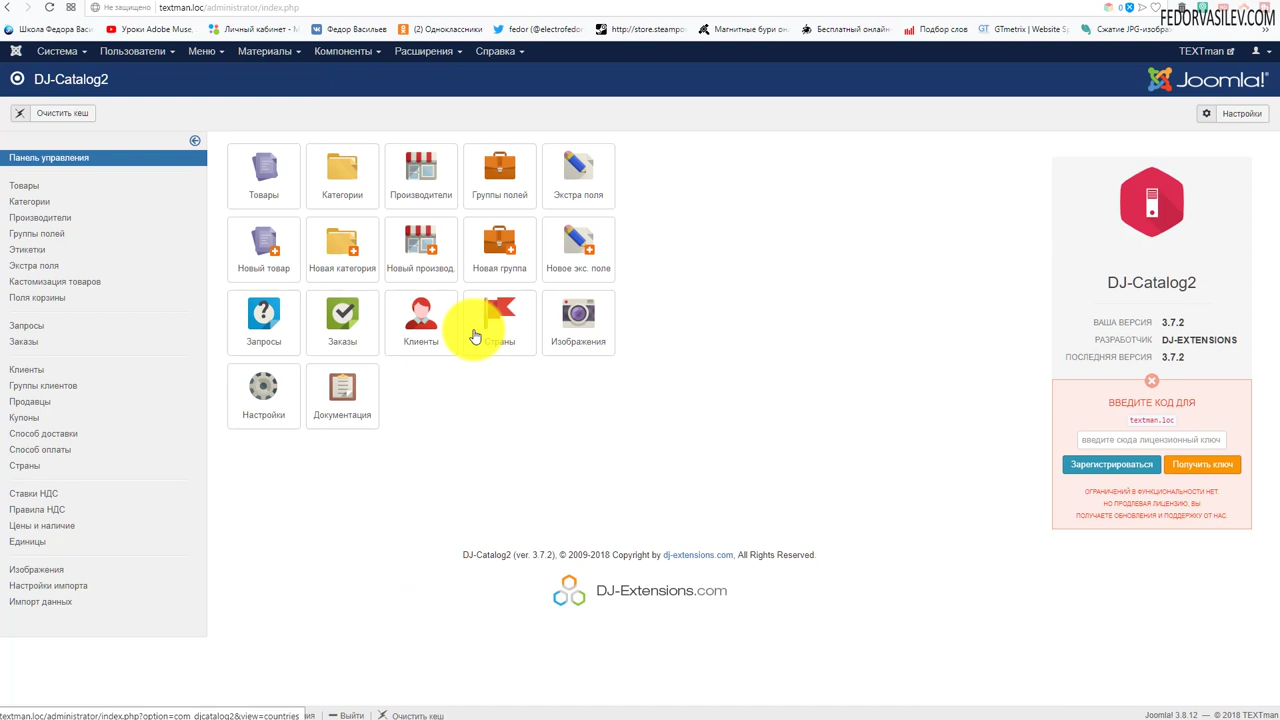 textman.loc/administrator/index.php
Не защищено
FEDORVASILEV.COM
Школа Федора Васи
Уроки Adobe Muse,
Личный кабинет -
Федор Васильев
(2) Одноклассники
fedor (@electrofedo
http://store.steampo
Магнитные бури он
Бесплатный онлайн
Подбор слов
GTmetrix | Website Sp
Сжатие JPG-изобра
Система
Пользователи
Меню
Материалы
Компоненты
Расширения
Справка
TEXTman
DJ-Catalog2
Joomla!®
Очистить кеш
Настройки
Панель управления
Товары
Категории
Производители
Группы полей
Этикетки
Экстра поля
Кастомизация товаров
Поля корзины
Запросы
Заказы
Клиенты
Группы клиентов
Продавцы
Купоны
Способ доставки
Способ оплаты
Страны
Ставки НДС
Правила НДС
Цены и наличие
Единицы
Изображения
Настройки импорта
Импорт данных
Товары
Категории
Производители
Группы полей
Экстра поля
Новый товар
Новая категория
Новый производ.
Новая группа
Новое экс. поле
Запросы
Заказы
Клиенты
Страны
Изображения
Настройки
Документация
DJ-Catalog2
ВАША ВЕРСИЯ 3.7.2
РАЗРАБОТЧИК DJ-EXTENSIONS
ПОСЛЕДНЯЯ ВЕРСИЯ 3.7.2
ВВЕДИТЕ КОД ДЛЯ
textman.loc
введите сюда лицензионный ключ
Зарегистрироваться
Получить ключ
ОГРАНИЧЕНИЙ В ФУНКЦИОНАЛЬНОСТИ НЕТ.
НО ПРОДЛЕВАЯ ЛИЦЕНЗИЮ, ВЫ
ПОЛУЧАЕТЕ ОБНОВЛЕНИЯ И ПОДДЕРЖКУ ОТ НАС.
DJ-Catalog2 (ver. 3.7.2), © 2009-2018 Copyright by dj-extensions.com, All Rights Reserved.
DJ-Extensions.com
textman.loc/administrator/index.php?option=com_djcatalog2&view=countries
Выйти
Очистить кеш
Joomla! 3.8.12 — © 2018 TEXTman